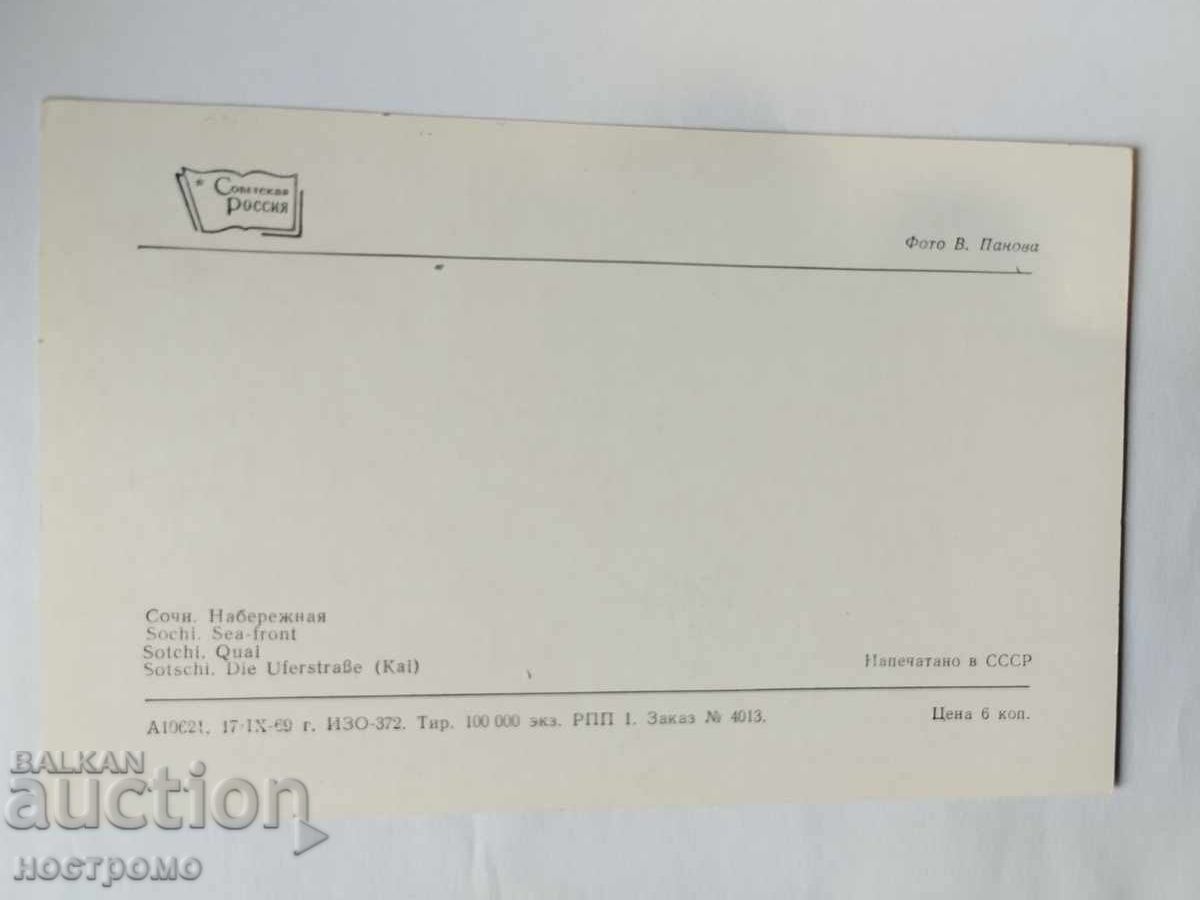 Советская
Россия
Фото В. Панова
Сочи. Набережная
Sochi. Sea-front
Sotchi. Quai
Sotschi. Die Uferstraße (Kai)
Напечатано в СССР
А10621. 17-IX-69 г. ИЗО-372. Тир. 100 000 экз. РПП 1. Заказ № 4013.
Цена 6 коп.
BALKAN
auction
ностромо